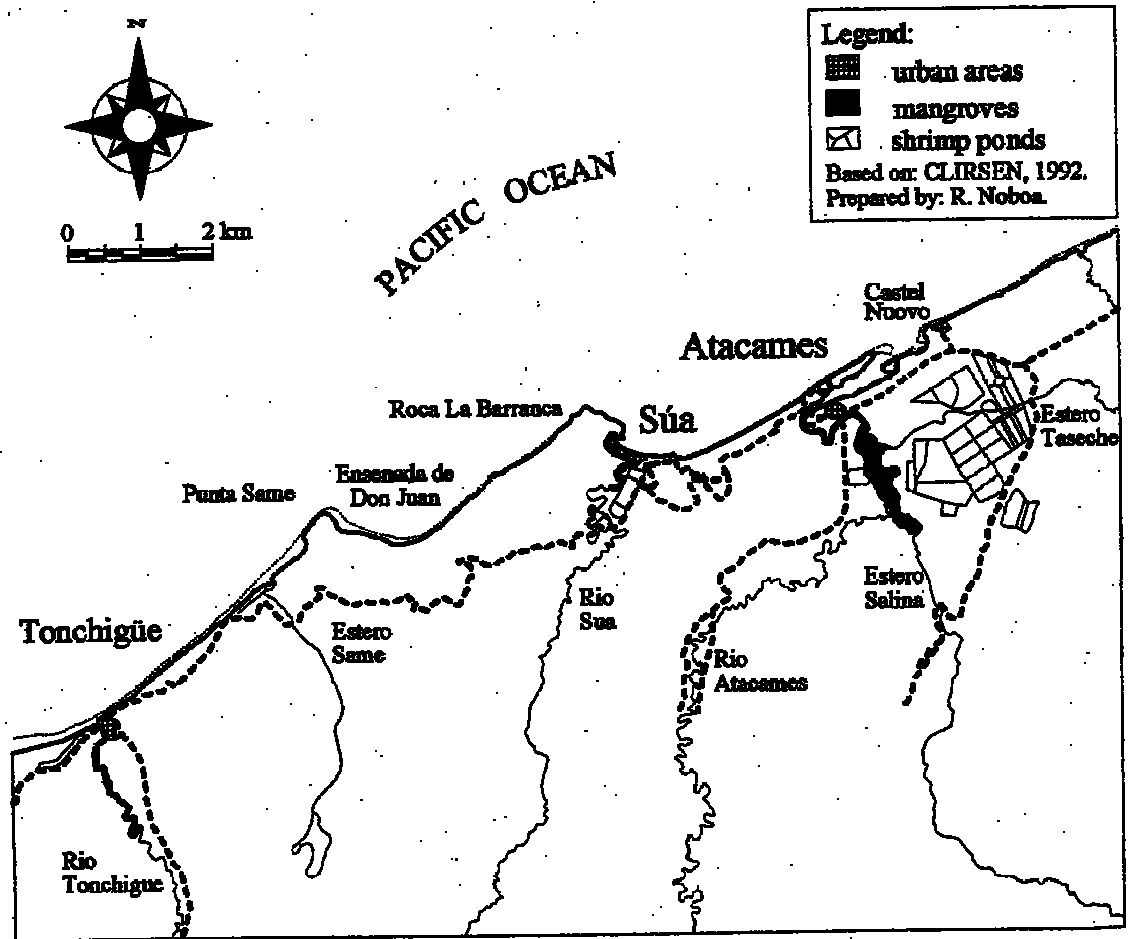 N
0 1 2 km
Legend:
urban areas
mangroves
shrimp ponds
Based on: CLIRSEN, 1992.
Prepared by: R. Noboa.
PACIFIC OCEAN
Castel
Nuovo
Atacames
Roca La Barranca
Súa
Estero
Taseche
Ensenada de
Don Juan
Punta Same
Estero
Salina
Rio
Sua
Tonchigüe
Estero
Same
Rio
Atacames
Rio
Tonchigue